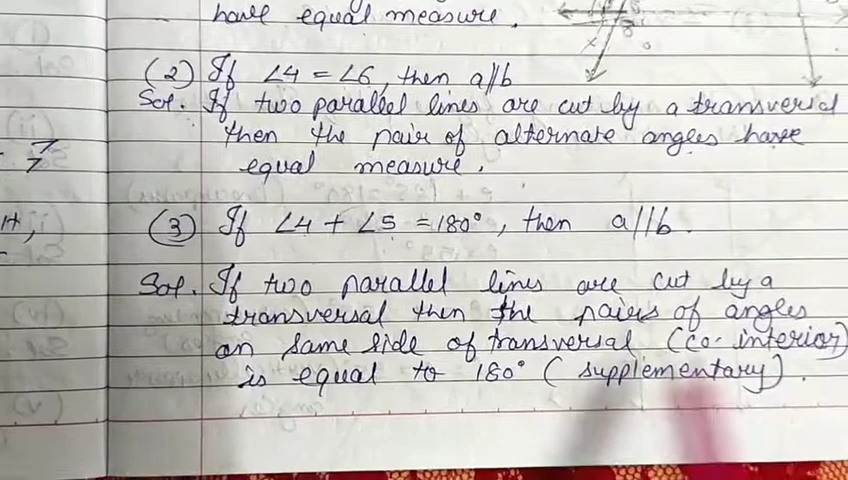 have equal measure.
(2) If ∠4 = ∠6, then a||b
Sol. If two parallel lines are cut by a transversal
then the pair of alternate angles have
equal measure.
(3) If ∠4 + ∠5 = 180°, then a||b.
Sol. If two parallel lines are cut by a
transversal then the pairs of angles
on same side of transversal (co-interior)
is equal to 180° (supplementary).